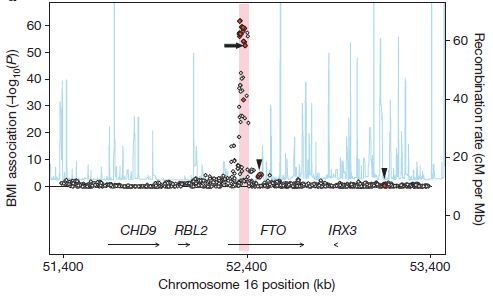 BMI association (–log10(P))
60
50
40
30
20
10
0
60
40
20
0
Recombination rate (cM per Mb)
CHD9 RBL2 FTO IRX3
51,400 52,400 53,400
Chromosome 16 position (kb)